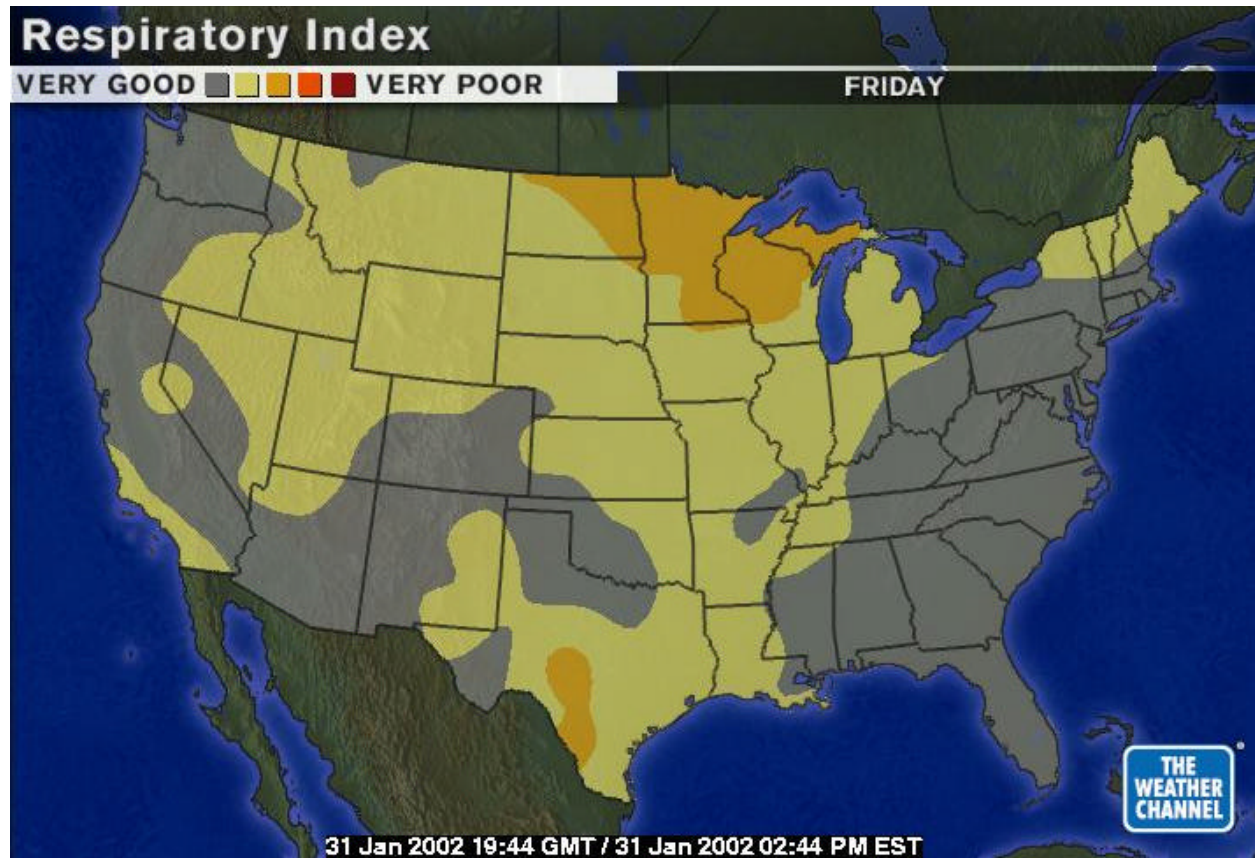 Respiratory Index
VERY GOOD VERY POOR
FRIDAY
THE
WEATHER
CHANNEL
31 Jan 2002 19:44 GMT / 31 Jan 2002 02:44 PM EST